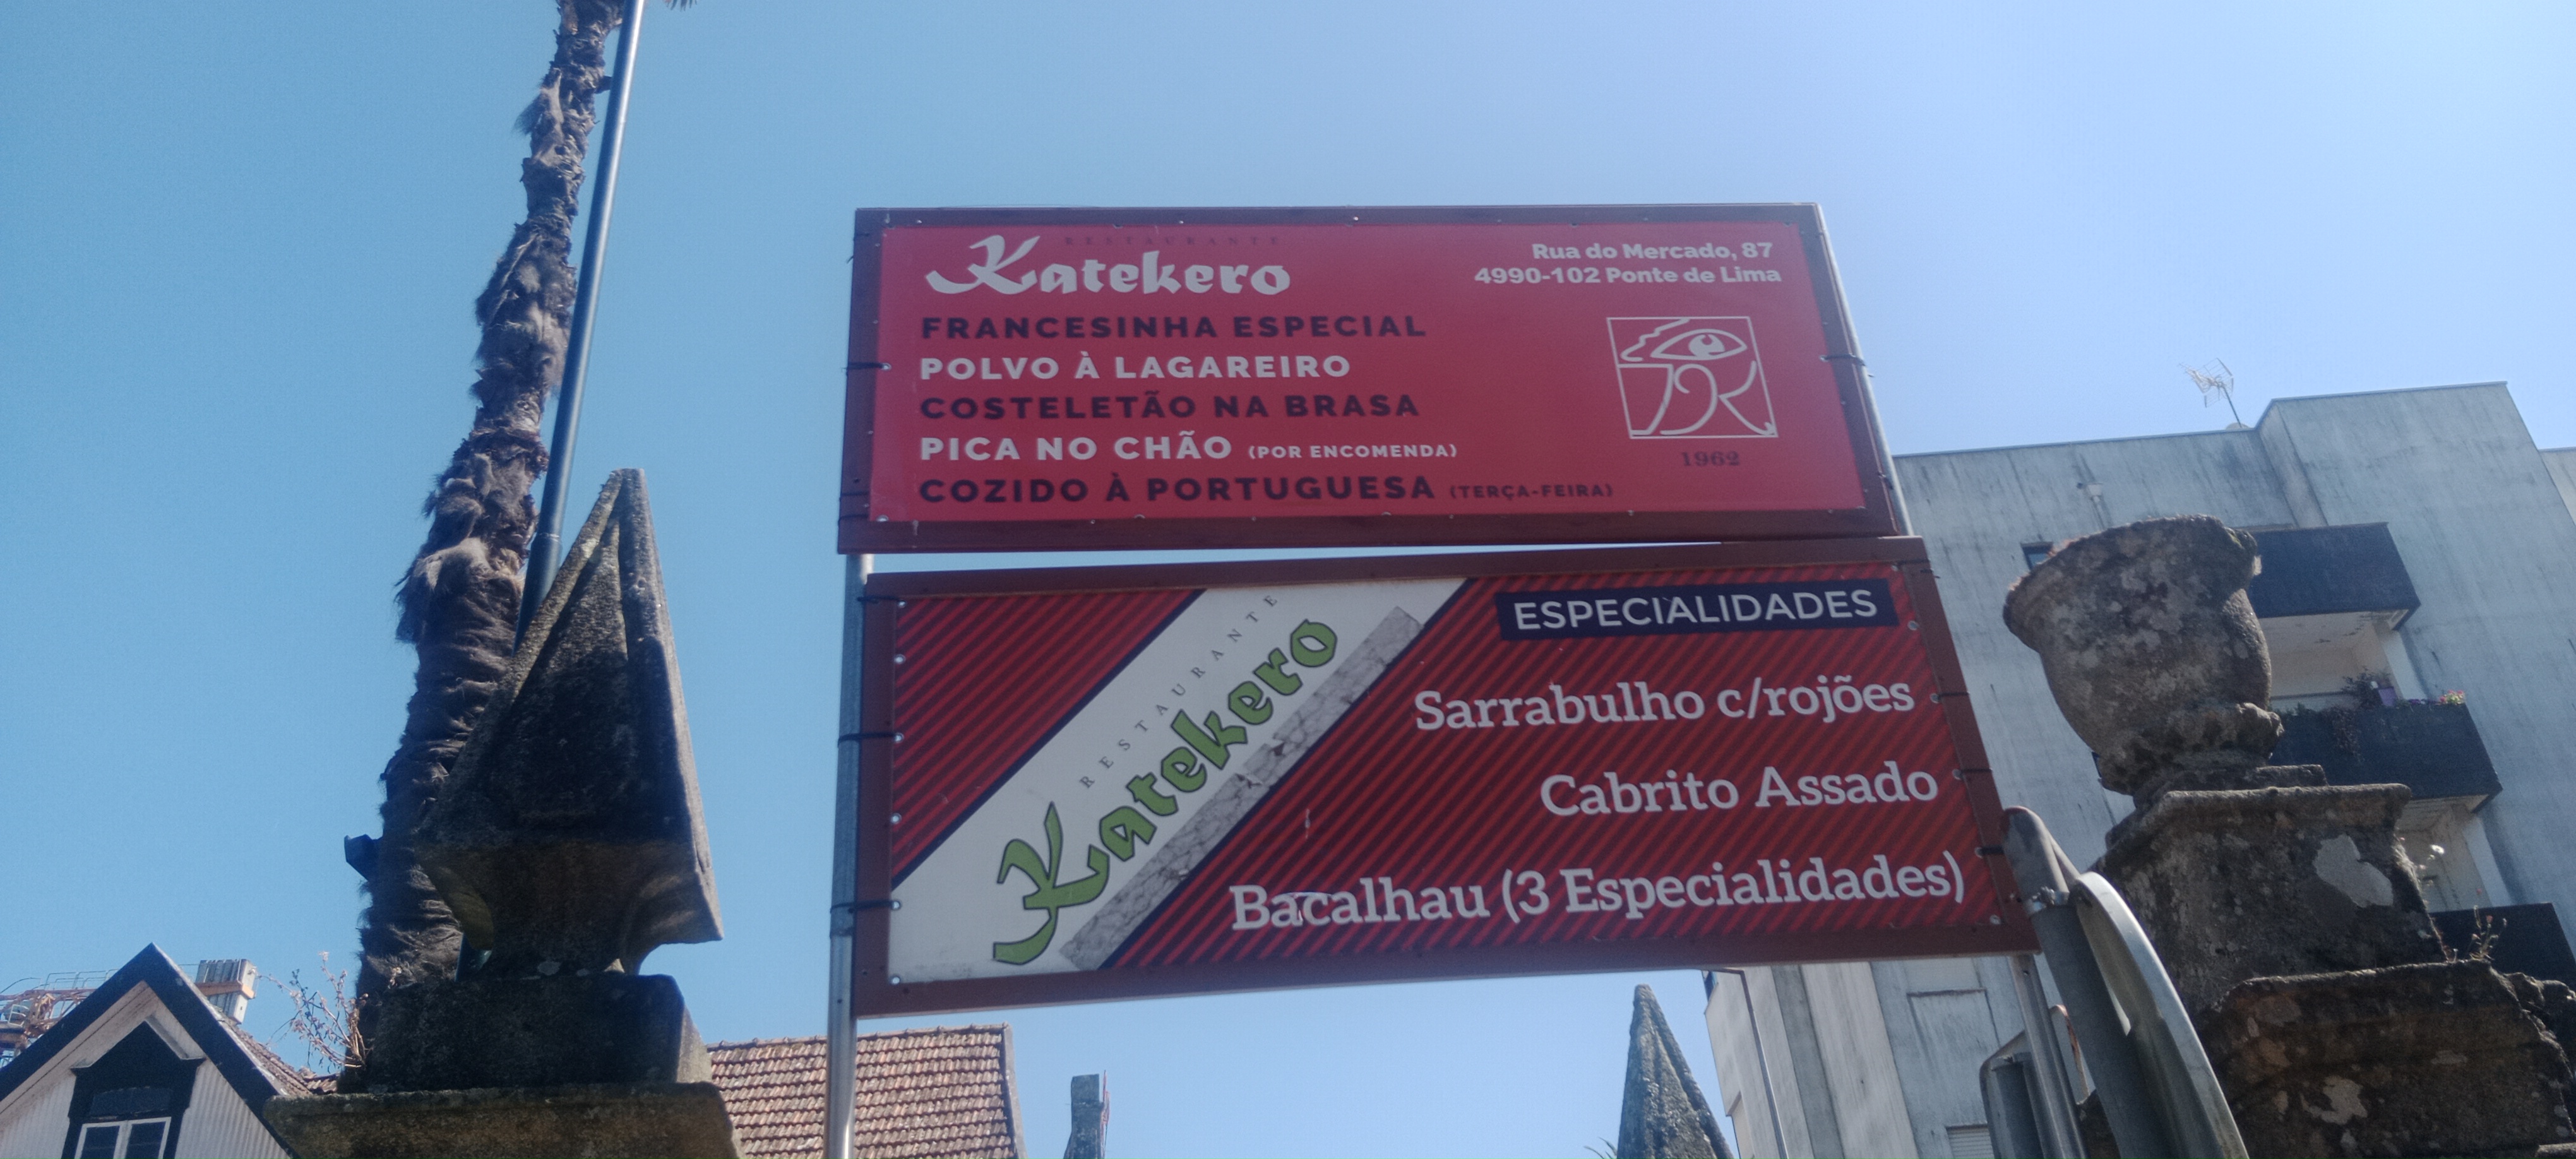 RESTAURANTE
Katekero
Rua do Mercado, 87
4990-102 Ponte de Lima
FRANCESINHA ESPECIAL
POLVO À LAGAREIRO
COSTELETÃO NA BRASA
PICA NO CHÃO (POR ENCOMENDA)
COZIDO À PORTUGUESA (TERÇA-FEIRA)
1962
RESTAURANTE
Katekero
ESPECIALIDADES
Sarrabulho c/rojões
Cabrito Assado
Bacalhau (3 Especialidades)